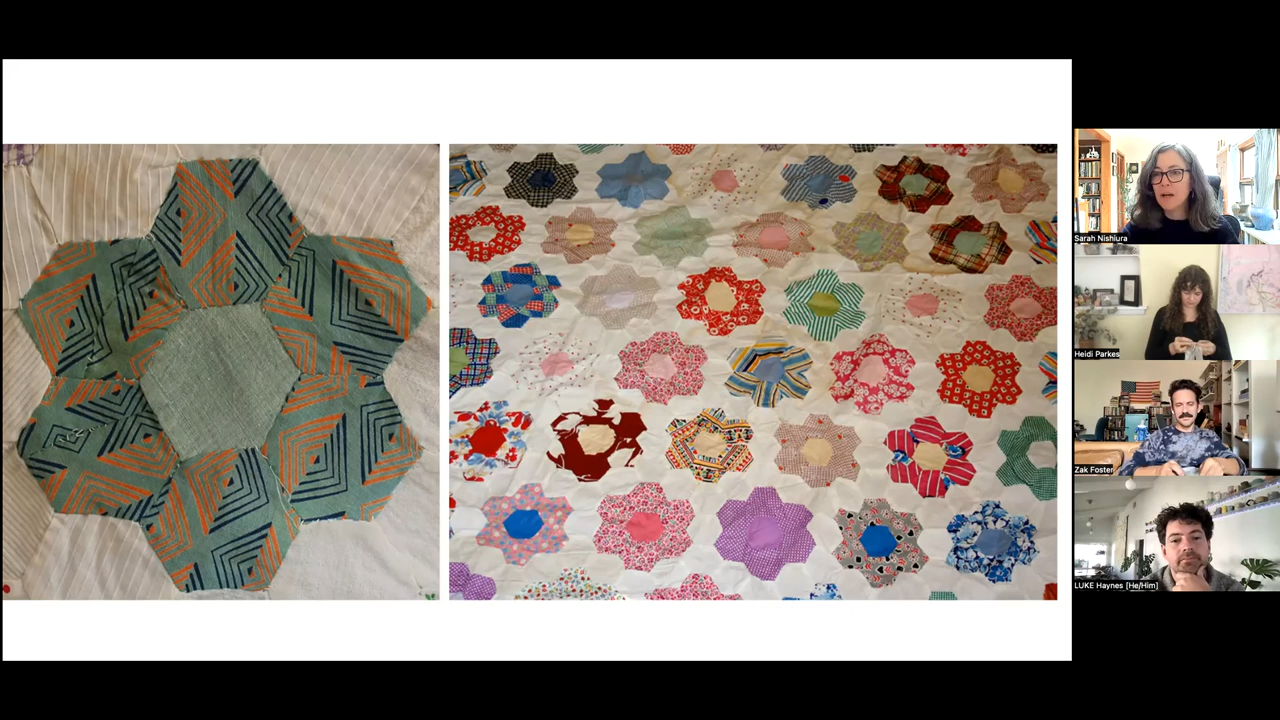 Sarah Nishiura
Heidi Parkes
Zak Foster
LUKE Haynes [He/Him]